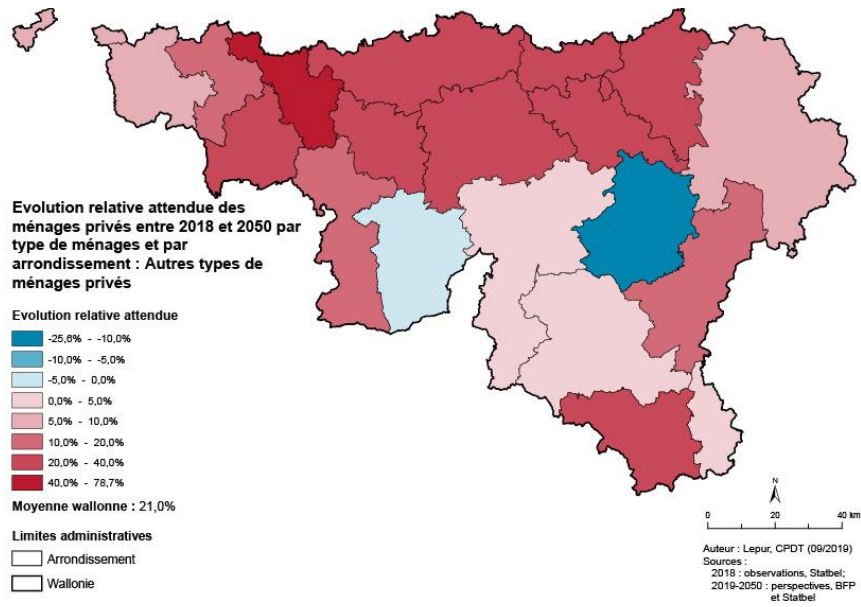 Evolution relative attendue des
ménages privés entre 2018 et 2050 par
type de ménages et par
arrondissement : Autres types de
ménages privés
Evolution relative attendue
-25,6% - -10,0%
-10,0% - -5,0%
-5,0% - 0,0%
0,0% - 5,0%
5,0% - 10,0%
10,0% - 20,0%
20,0% - 40,0%
40,0% - 78,7%
Moyenne wallonne : 21,0%
Limites administratives
Arrondissement
Wallonie
N
0 20 40 km
Auteur : Lepur, CPDT (09/2019)
Sources :
2018 : observations, Statbel;
2019-2050 : perspectives, BFP
et Statbel